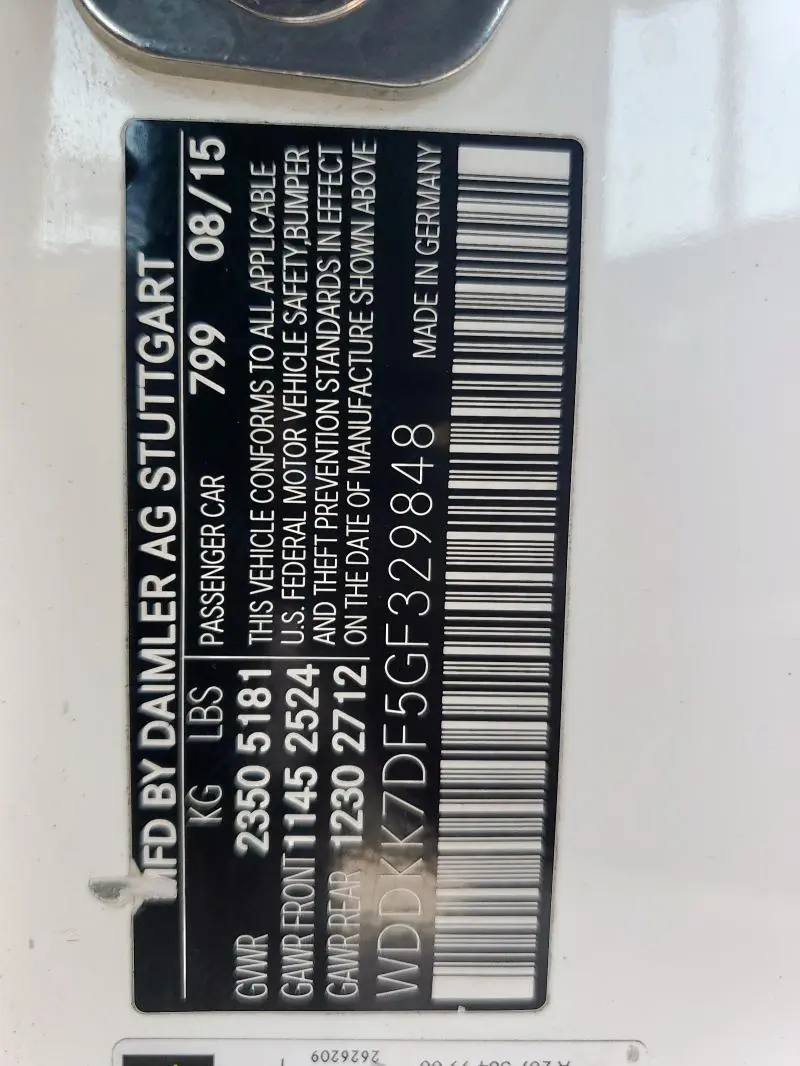 MFD BY DAIMLER AG STUTTGART
KG LBS PASSENGER CAR 799 08/15
GVWR 2350 5181 THIS VEHICLE CONFORMS TO ALL APPLICABLE
GAWR FRONT 1145 2524 U.S. FEDERAL MOTOR VEHICLE SAFETY,BUMPER
GAWR REAR 1230 2712 AND THEFT PREVENTION STANDARDS IN EFFECT
ON THE DATE OF MANUFACTURE SHOWN ABOVE
WDDKK7DF5GF329848 MADE IN GERMANY
2626209